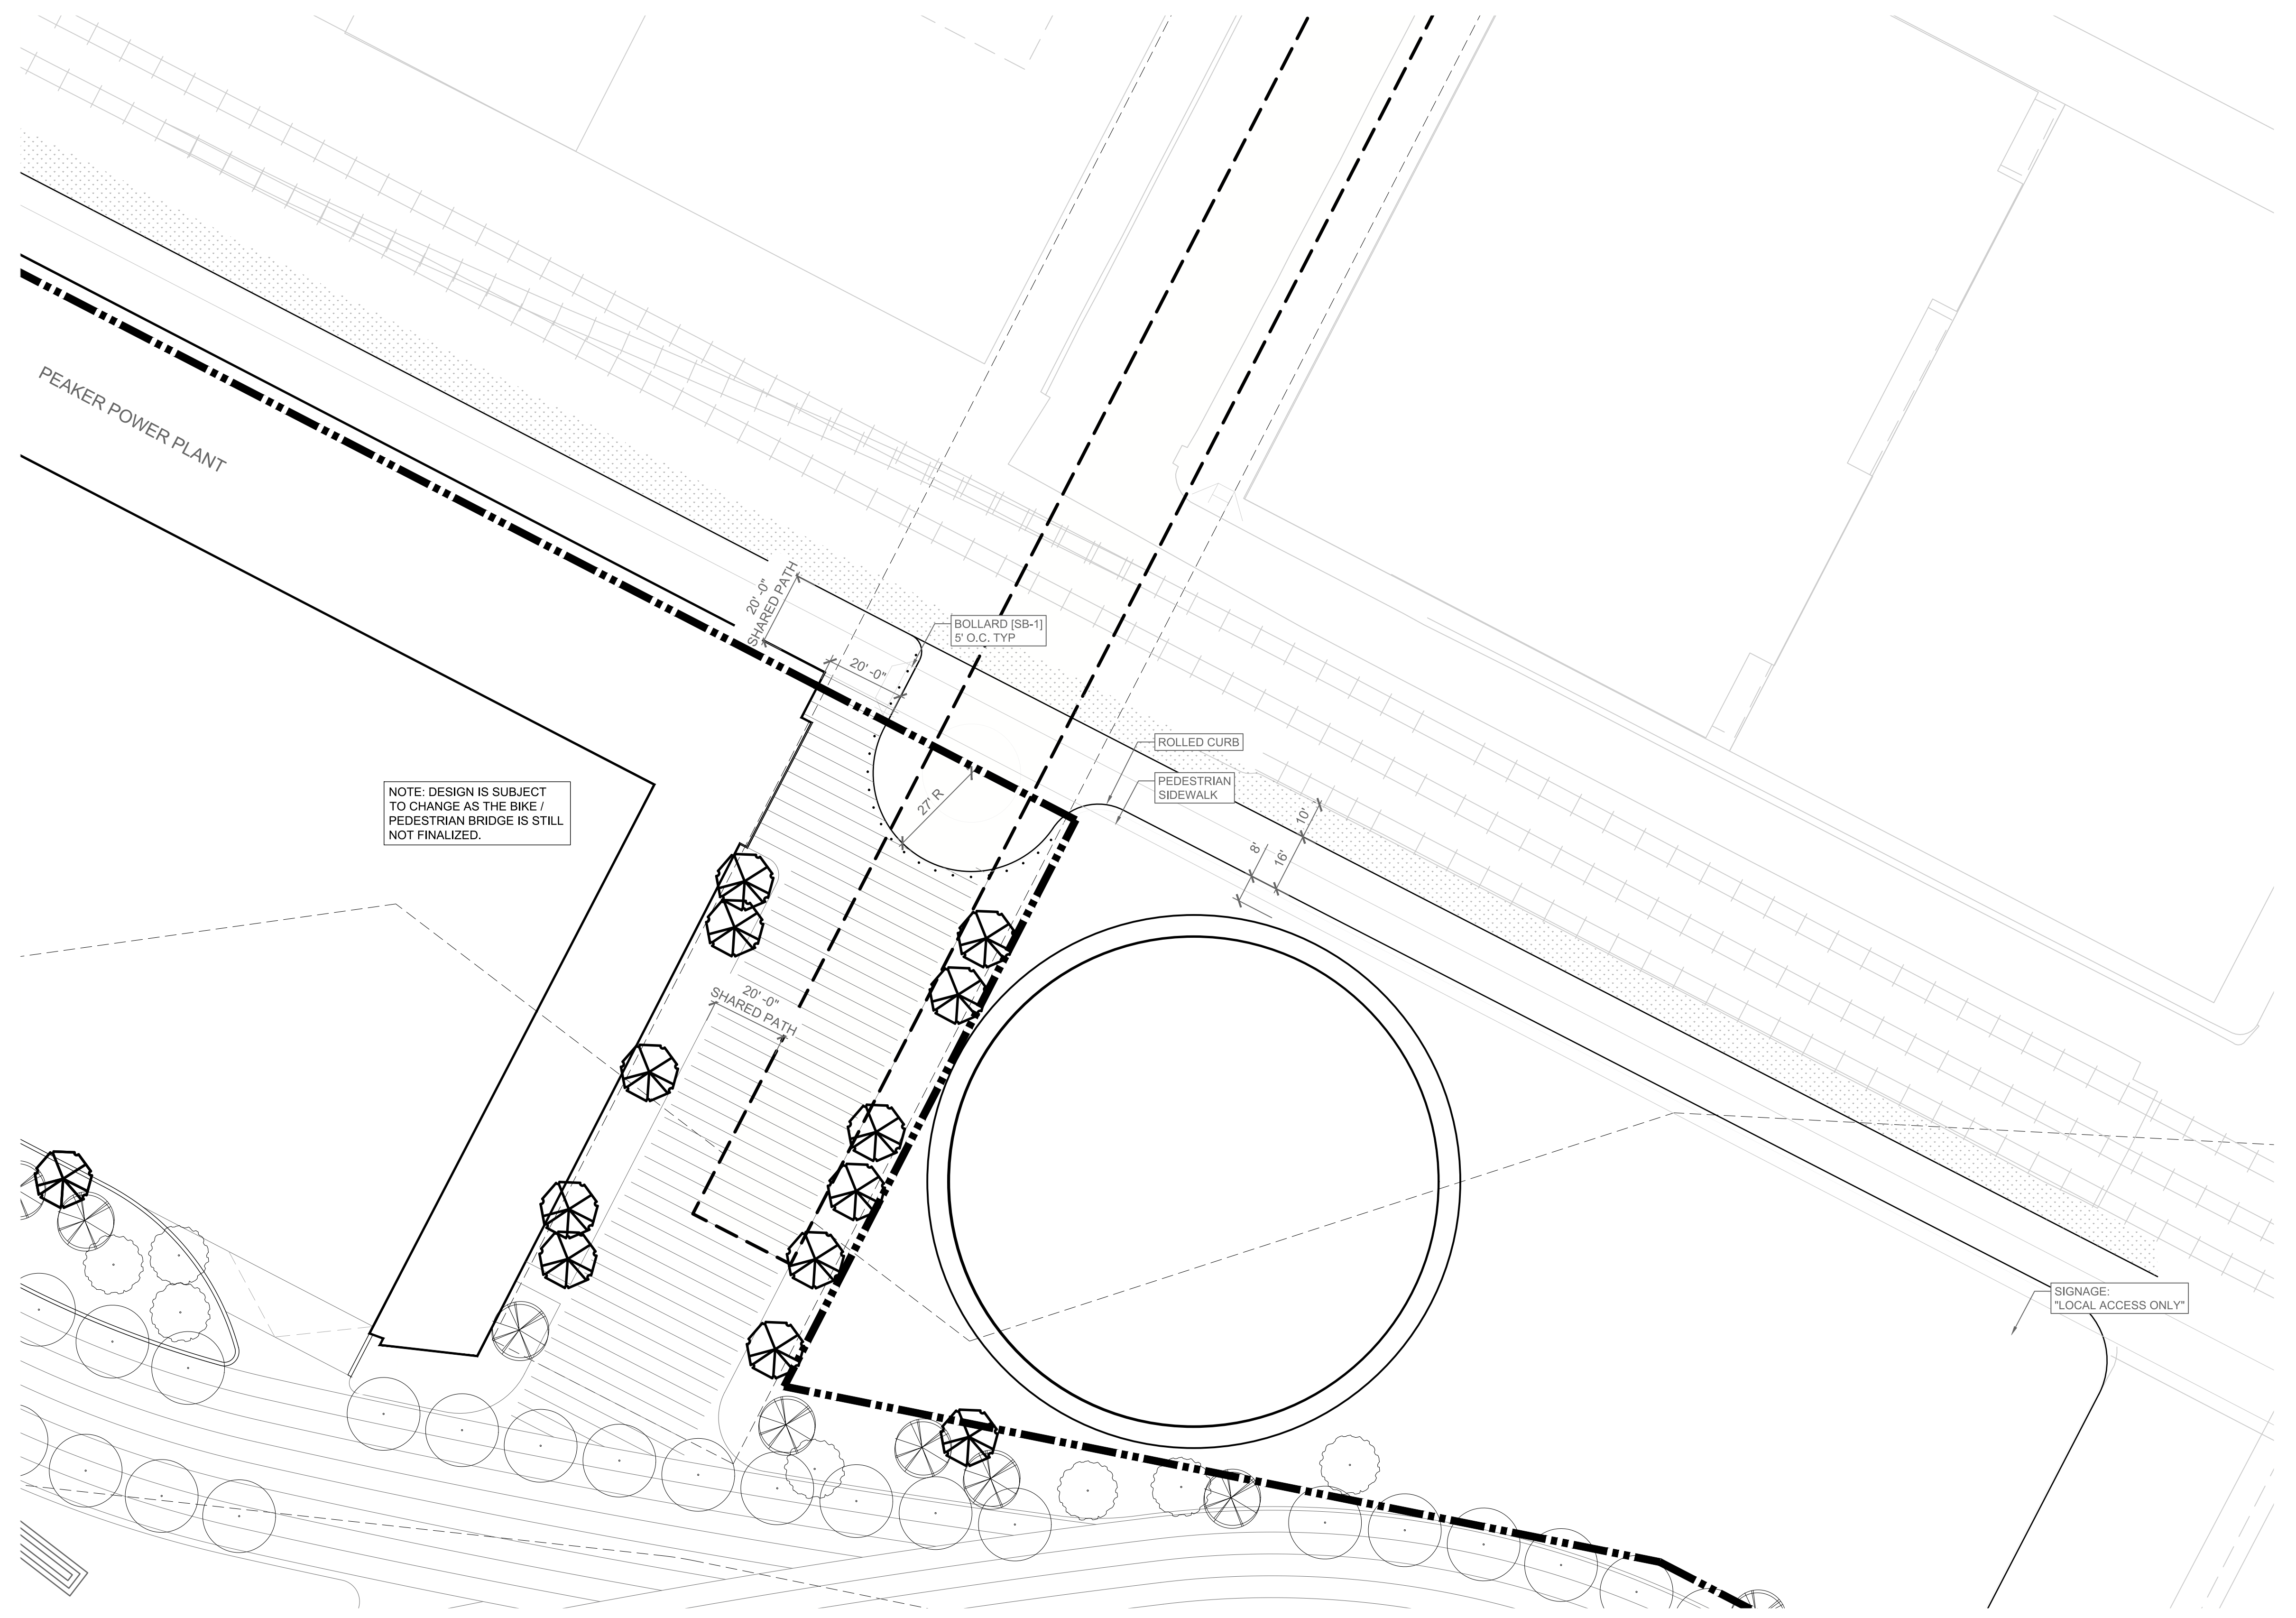 PEAKER POWER PLANT
20' -0"
SHARED PATH
BOLLARD [SB-1]
5' O.C. TYP
20' -0"
ROLLED CURB
PEDESTRIAN
SIDEWALK
27' R
NOTE: DESIGN IS SUBJECT
TO CHANGE AS THE BIKE /
PEDESTRIAN BRIDGE IS STILL
NOT FINALIZED.
10'
8'
16'
20' -0"
SHARED PATH
SIGNAGE:
"LOCAL ACCESS ONLY"